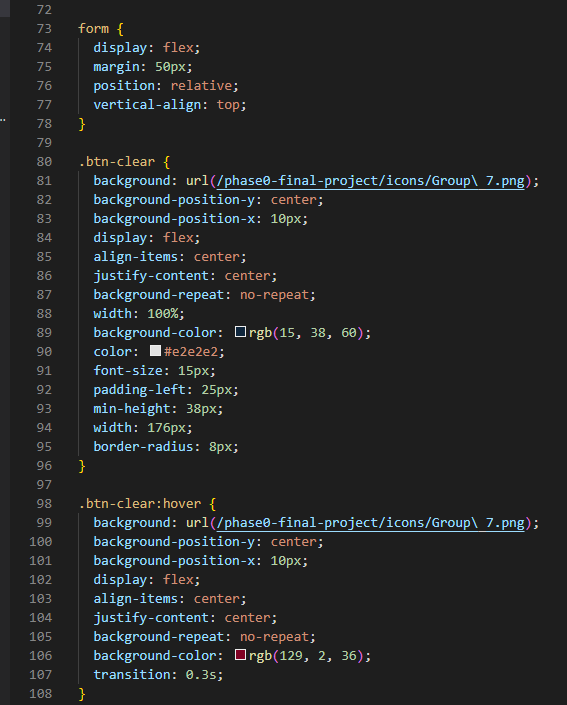 72
73 form {
74 display: flex;
75 margin: 50px;
76 position: relative;
77 vertical-align: top;
78 }
79
80 .btn-clear {
81 background: url(/phase0-final-project/icons/Group\ 7.png);
82 background-position-y: center;
83 background-position-x: 10px;
84 display: flex;
85 align-items: center;
86 justify-content: center;
87 background-repeat: no-repeat;
88 width: 100%;
89 background-color: rgb(15, 38, 60);
90 color: #e2e2e2;
91 font-size: 15px;
92 padding-left: 25px;
93 min-height: 38px;
94 width: 176px;
95 border-radius: 8px;
96 }
97
98 .btn-clear:hover {
99 background: url(/phase0-final-project/icons/Group\ 7.png);
100 background-position-y: center;
101 background-position-x: 10px;
102 display: flex;
103 align-items: center;
104 justify-content: center;
105 background-repeat: no-repeat;
106 background-color: rgb(129, 2, 36);
107 transition: 0.3s;
108 }